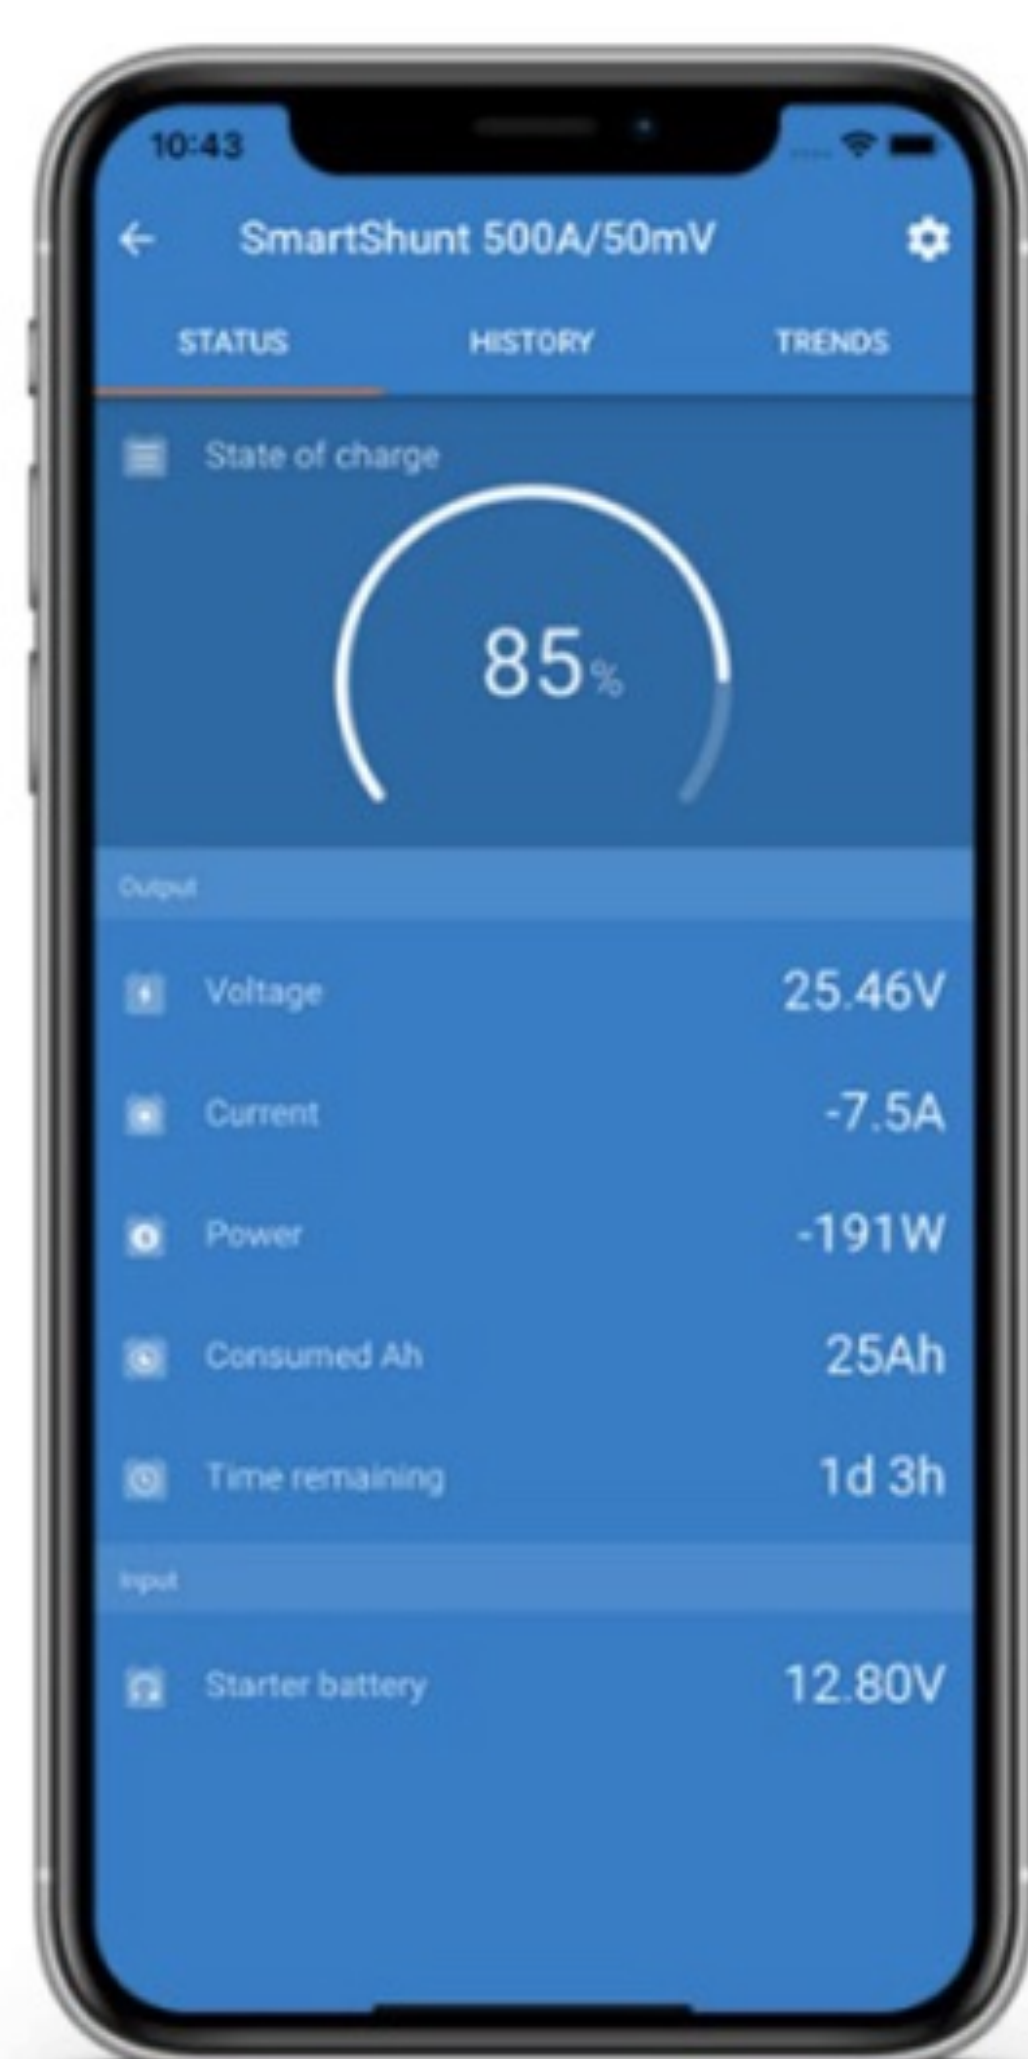 10:43
SmartShunt 500A/50mV
STATUS HISTORY TRENDS
State of charge
85%
Output
Voltage 25.46V
Current -7.5A
Power -191W
Consumed Ah 25Ah
Time remaining 1d 3h
Input
Starter battery 12.80V